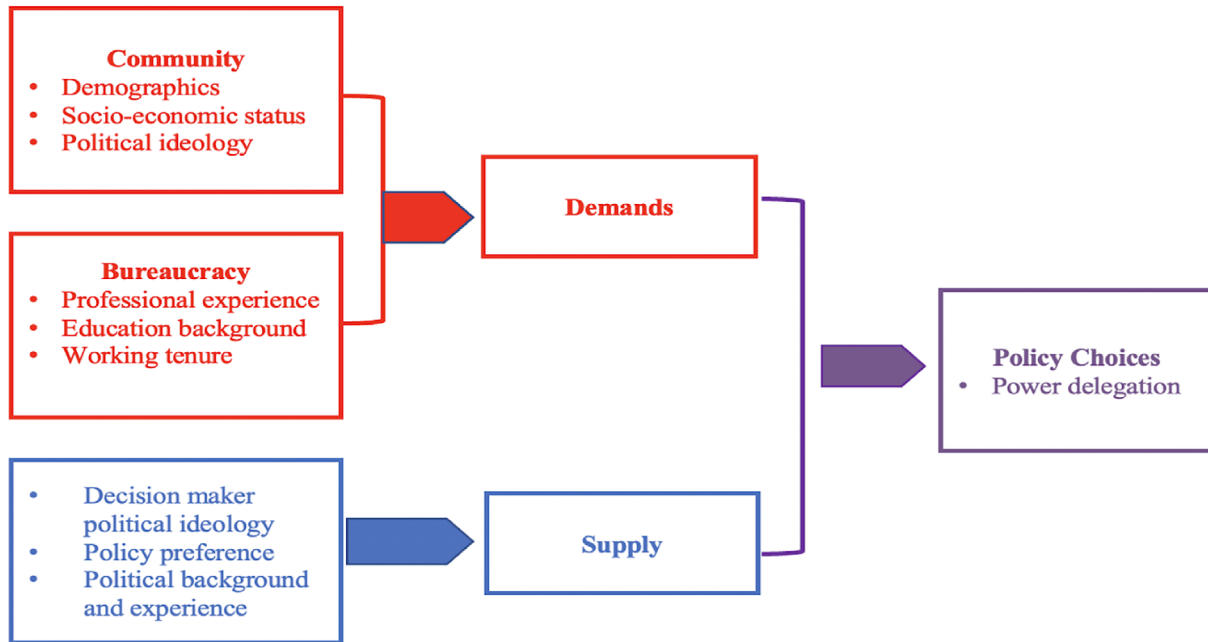 Community
• Demographics
• Socio-economic status
• Political ideology
Bureaucracy
• Professional experience
• Education background
• Working tenure
• Decision maker
political ideology
• Policy preference
• Political background
and experience
Demands
Supply
Policy Choices
• Power delegation